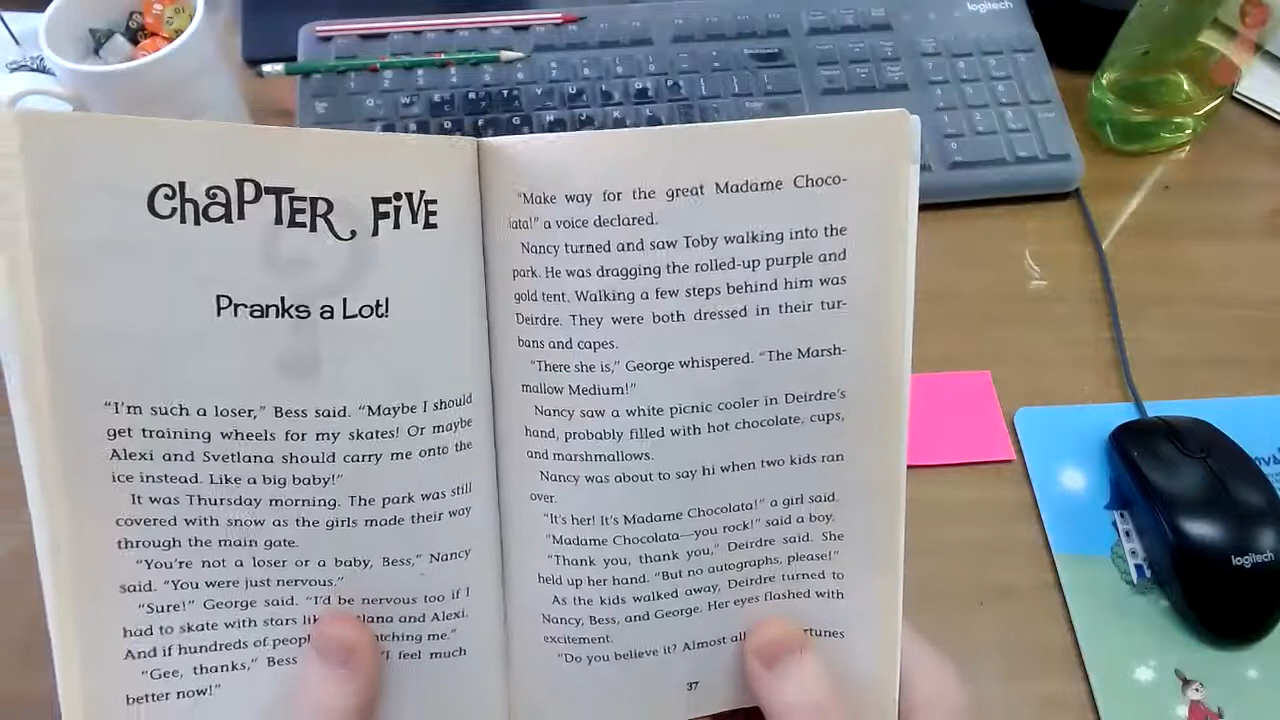 CHAPTER FIVE
Pranks a Lot!
"I'm such a loser," Bess said. "Maybe I should
get training wheels for my skates! Or maybe
Alexi and Svetlana should carry me onto the
ice instead. Like a big baby!"
It was Thursday morning. The park was still
covered with snow as the girls made their way
through the main gate.
"You're not a loser or a baby, Bess," Nancy
said. "You were just nervous."
"Sure!" George said. "I'd be nervous too if I
had to skate with stars and Alexi.
And if hundreds of me."
"Gee, thanks," Bess feel much
better now!"
"Make way for the great Madame Choco-
lata!" a voice declared.
Nancy turned and saw Toby walking into the
park. He was dragging the rolled-up purple and
gold tent. Walking a few steps behind him was
Deirdre. They were both dressed in their tur-
bans and capes.
"There she is," George whispered. "The Marsh-
mallow Medium!"
Nancy saw a white picnic cooler in Deirdre's
hand, probably filled with hot chocolate, cups,
and marshmallows.
Nancy was about to say hi when two kids ran
over.
"It's her! It's Madame Chocolata!" a girl said.
"Madame Chocolata—you rock!" said a boy.
"Thank you, thank you," Deirdre said. She
held up her hand. "But no autographs, please!"
As the kids walked away, Deirdre turned to
Nancy, Bess, and George. Her eyes flashed with
excitement.
"Do you believe it? Almost all
37
logitech
logitech